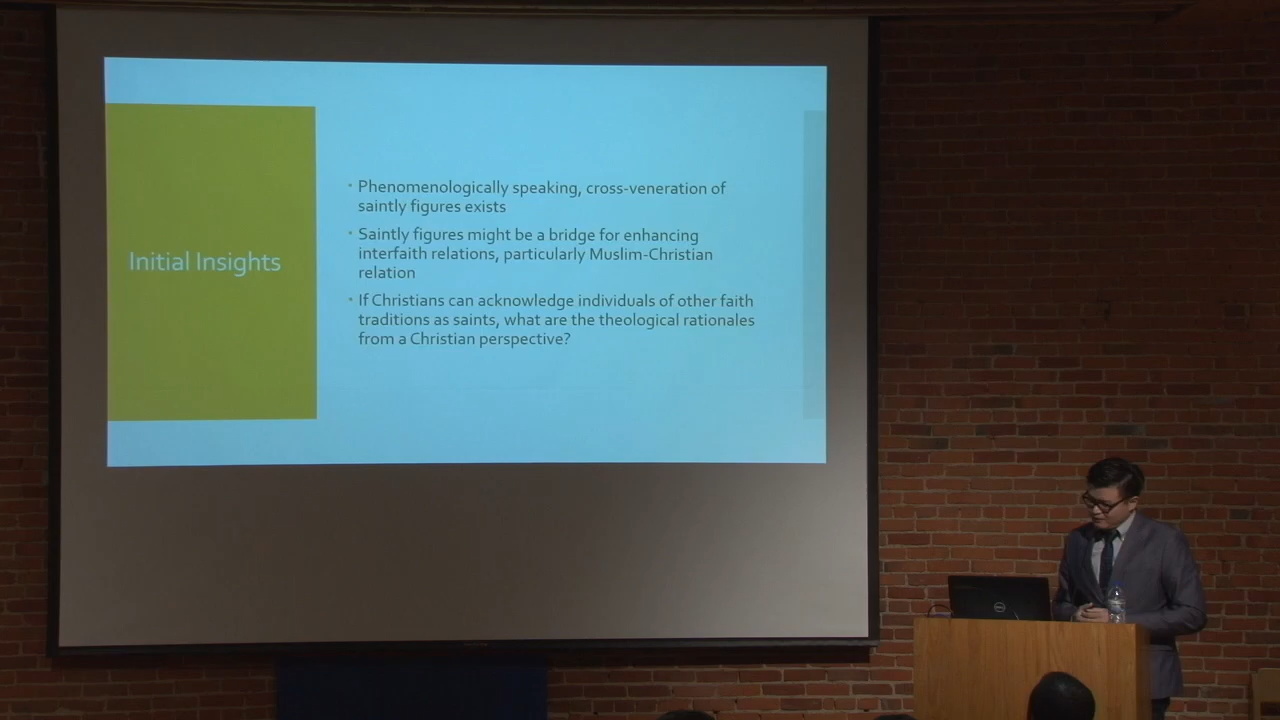 Initial Insights
Phenomenologically speaking, cross-veneration of
saintly figures exists
Saintly figures might be a bridge for enhancing
interfaith relations, particularly Muslim-Christian
relation
If Christians can acknowledge individuals of other faith
traditions as saints, what are the theological rationales
from a Christian perspective?
DELL